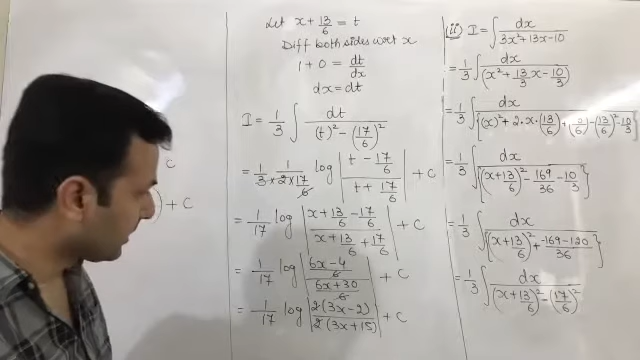 C
) + C
Let x + 13/6 = t
Diff both sides wrt x
1 + 0 = dt/dx
dx = dt
I = 1/3 ∫ dt/((t)² − (17/6)²)
= 1/3 × 1/(2 × 17/6) log |(t − 17/6)/(t + 17/6)| + C
= 1/17 log |(x + 13/6 − 17/6)/(x + 13/6 + 17/6)| + C
= 1/17 log |((6x − 4)/6)/((6x + 30)/6)| + C
= 1/17 log |2(3x − 2)/2(3x + 15)| + C
(ii) I = ∫ dx/(3x² + 13x − 10)
= 1/3 ∫ dx/(x² + 13/3 x − 10/3)
= 1/3 ∫ dx/{(x)² + 2·x·(13/6) + (13/6)² − (13/6)² − 10/3}
= 1/3 ∫ dx/{(x + 13/6)² − 169/36 − 10/3}
= 1/3 ∫ dx/{(x + 13/6)² + (−169 − 120)/36}
= 1/3 ∫ dx/((x + 13/6)² − (17/6)²)